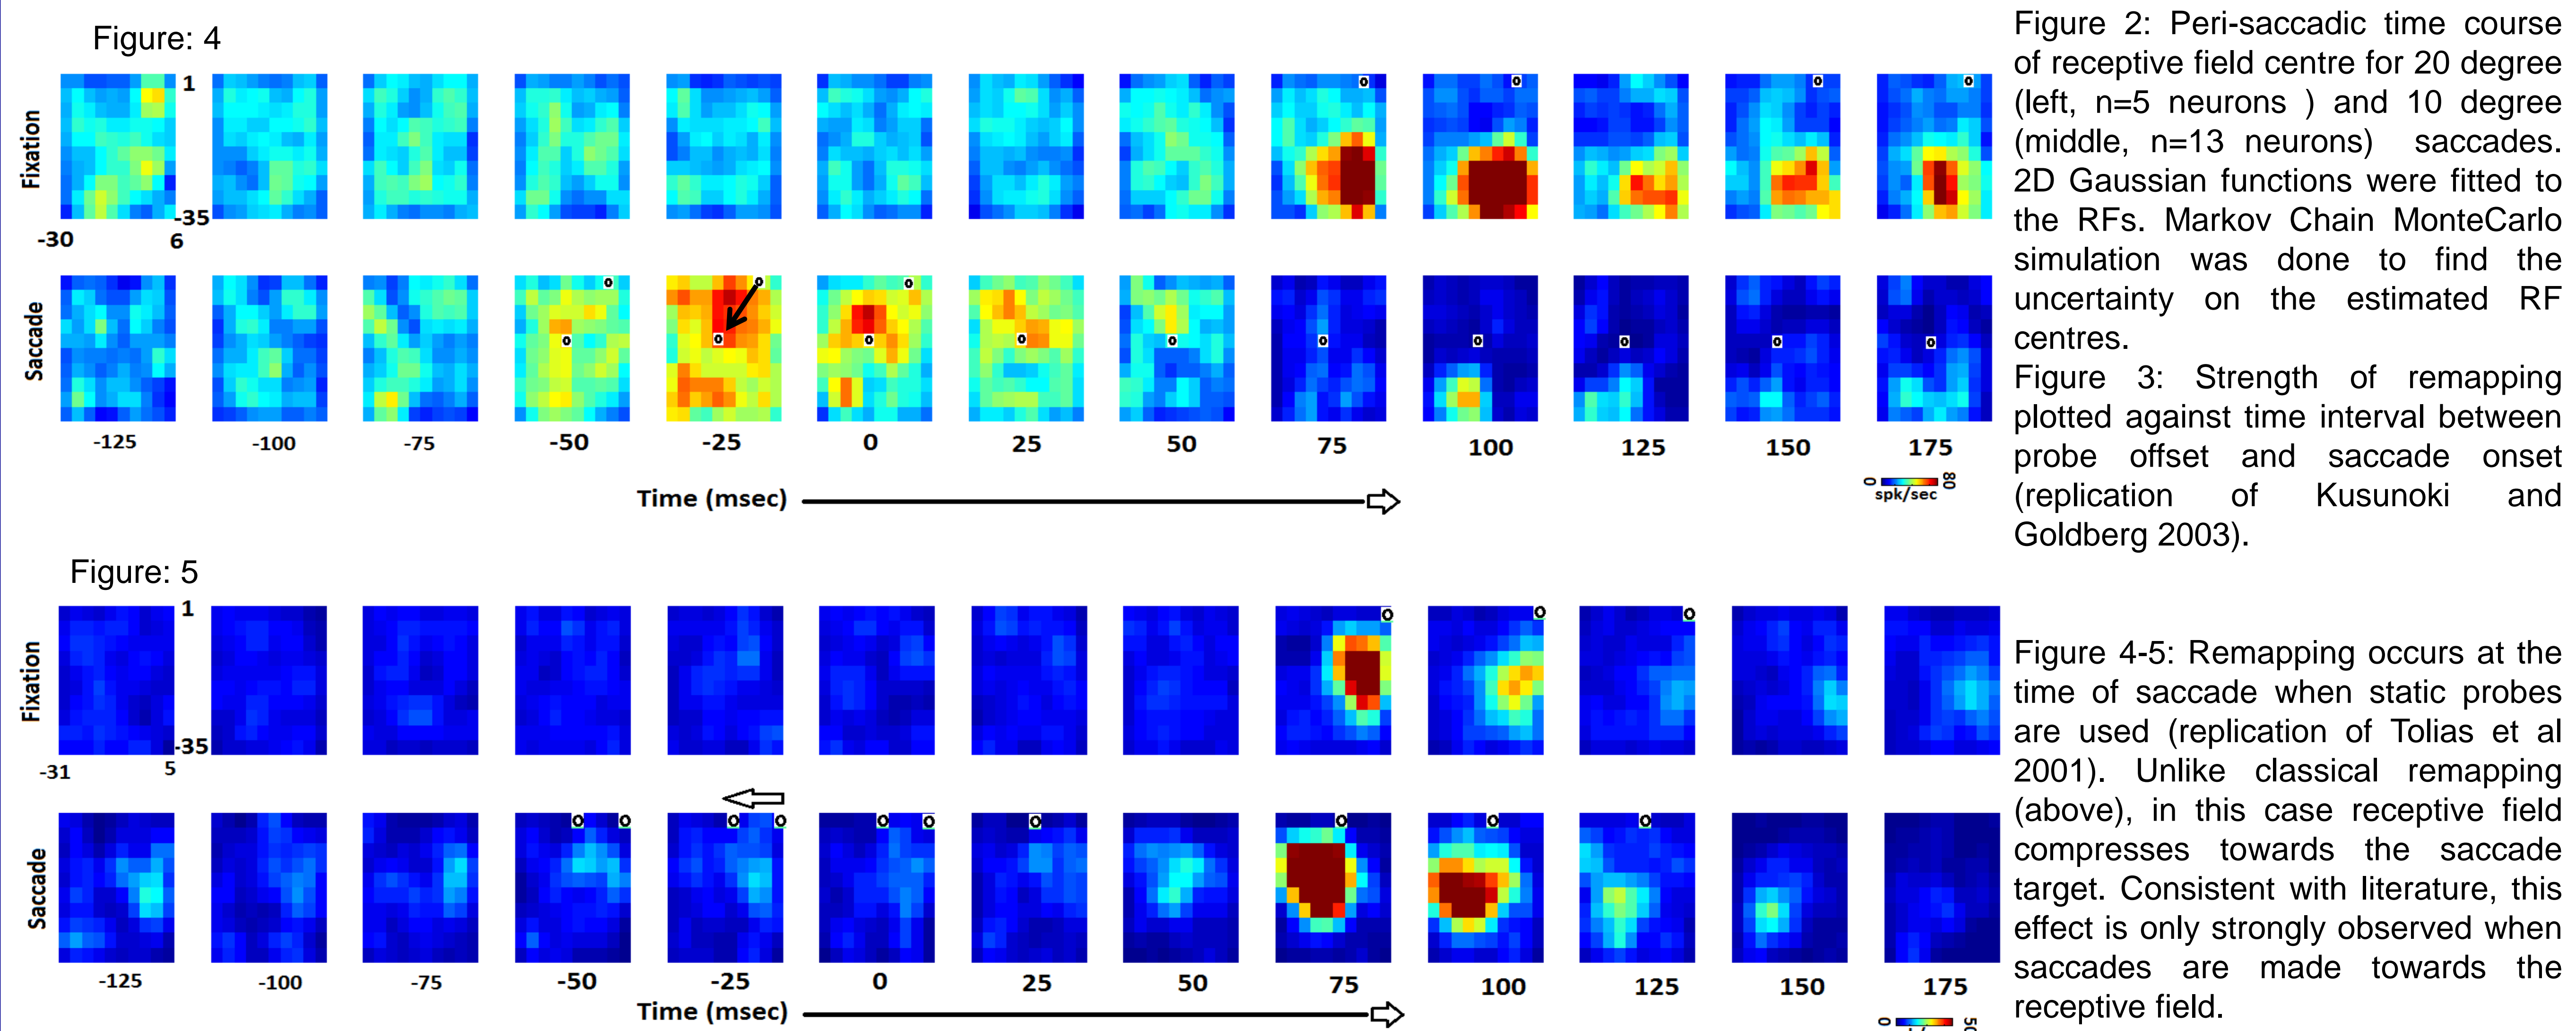 Figure: 4
Fixation
1
-35
-30
6
Saccade
o o o o o
o o o o o o o o o o o o
-125 -100 -75 -50 -25 0 25 50 75 100 125 150 175
Time (msec)
0 80
spk/sec
Figure: 5
Fixation
1
-35
-31
5
o o o
Saccade
o o o o o o o o o o
-125 -100 -75 -50 -25 0 25 50 75 100 125 150 175
Time (msec)
0
Figure 2: Peri-saccadic time course
of receptive field centre for 20 degree
(left, n=5 neurons ) and 10 degree
(middle, n=13 neurons) saccades.
2D Gaussian functions were fitted to
the RFs. Markov Chain MonteCarlo
simulation was done to find the
uncertainty on the estimated RF
centres.
Figure 3: Strength of remapping
plotted against time interval between
probe offset and saccade onset
(replication of Kusunoki and
Goldberg 2003).
Figure 4-5: Remapping occurs at the
time of saccade when static probes
are used (replication of Tolias et al
2001). Unlike classical remapping
(above), in this case receptive field
compresses towards the saccade
target. Consistent with literature, this
effect is only strongly observed when
saccades are made towards the
receptive field.